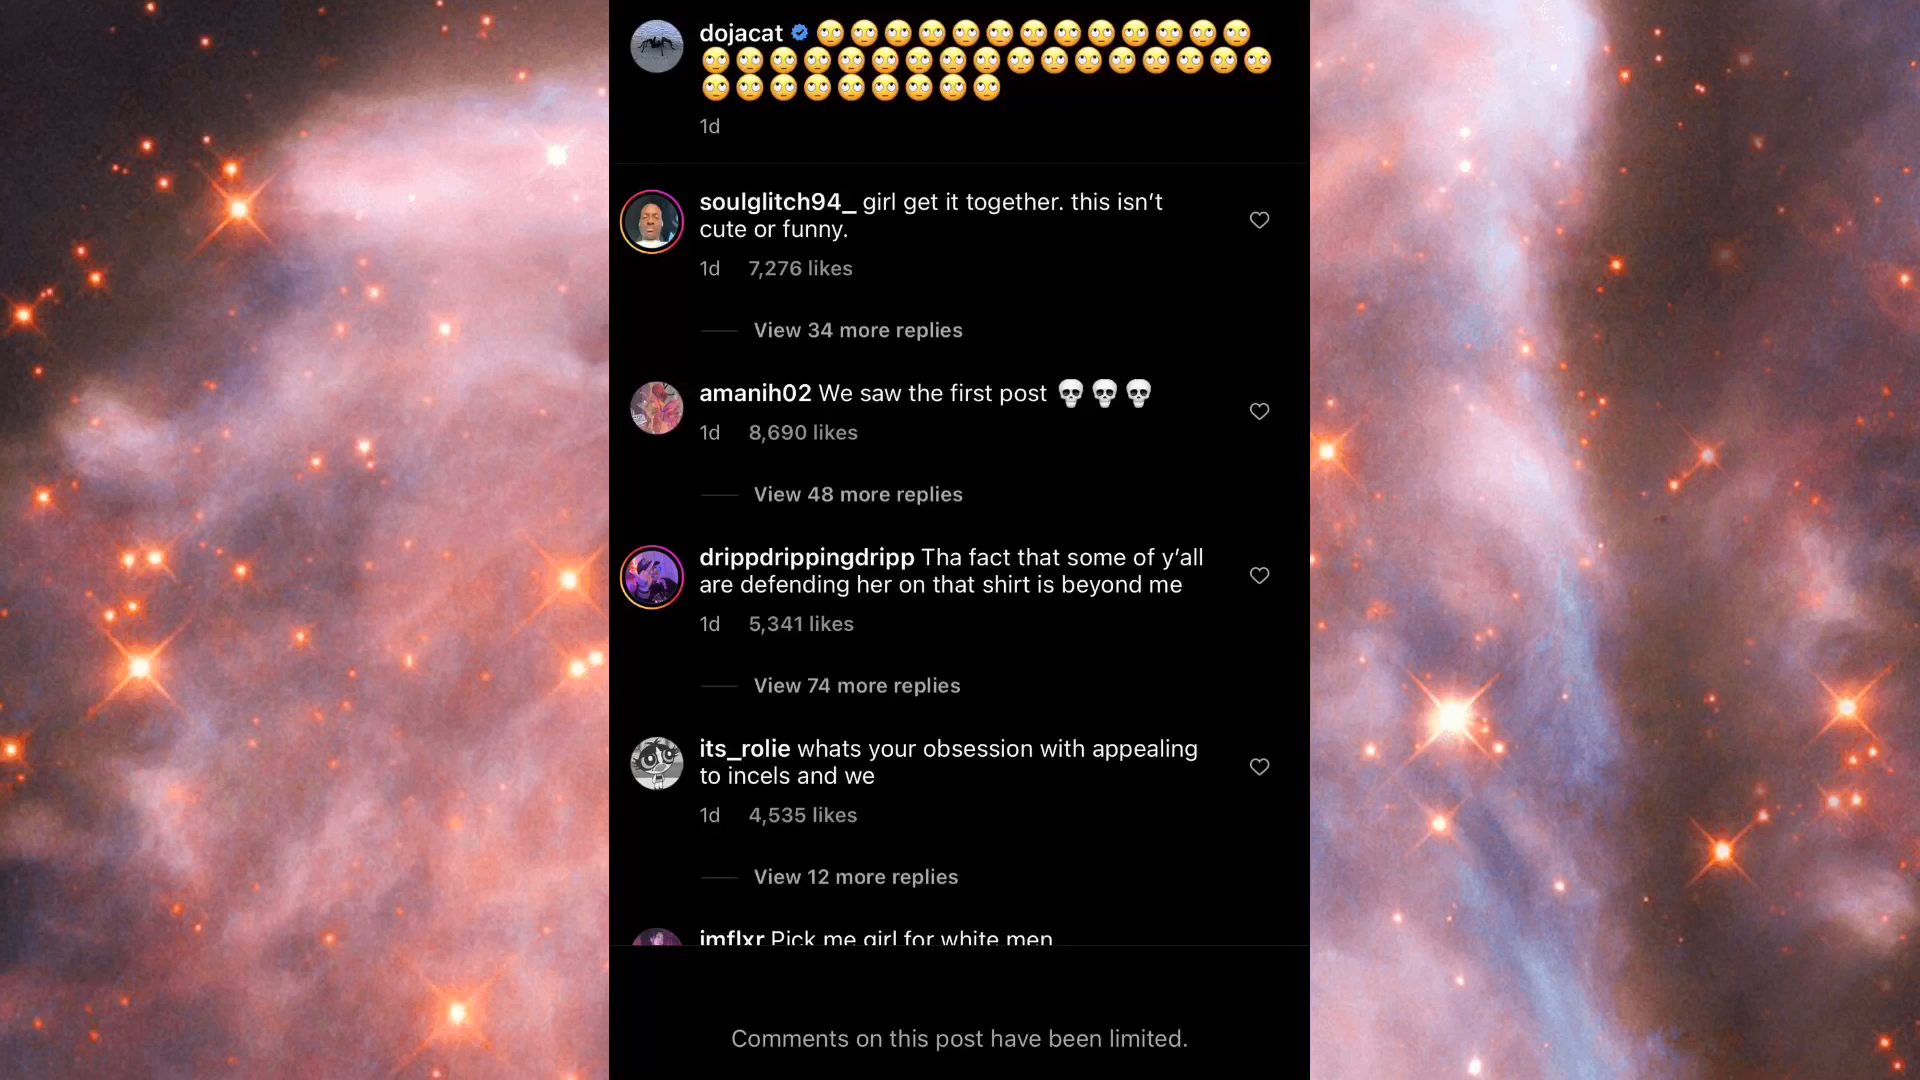 dojacat 🙄🙄🙄🙄🙄🙄🙄🙄🙄🙄🙄🙄🙄
🙄🙄🙄🙄🙄🙄🙄🙄🙄🙄🙄🙄🙄🙄🙄🙄🙄
🙄🙄🙄🙄🙄🙄🙄🙄🙄
1d
soulglitch94_ girl get it together. this isn’t
cute or funny.
1d 7,276 likes
View 34 more replies
amanih02 We saw the first post 💀💀💀
1d 8,690 likes
View 48 more replies
drippdrippingdripp Tha fact that some of y’all
are defending her on that shirt is beyond me
1d 5,341 likes
View 74 more replies
its_rolie whats your obsession with appealing
to incels and we
1d 4,535 likes
View 12 more replies
imflxr Pick me girl for white men
Comments on this post have been limited.